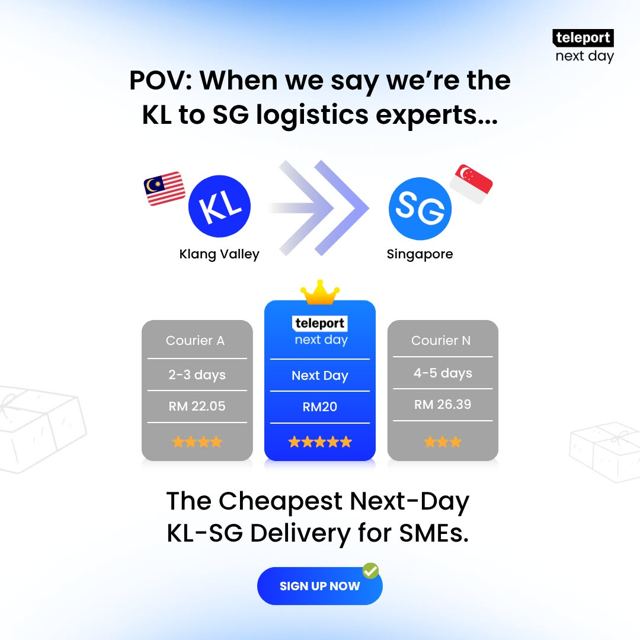 teleport
next day
POV: When we say we’re the
KL to SG logistics experts...
KL
SG
Klang Valley
Singapore
Courier A
2-3 days
RM 22.05
teleport
next day
Next Day
RM20
Courier N
4-5 days
RM 26.39
The Cheapest Next-Day
KL-SG Delivery for SMEs.
SIGN UP NOW